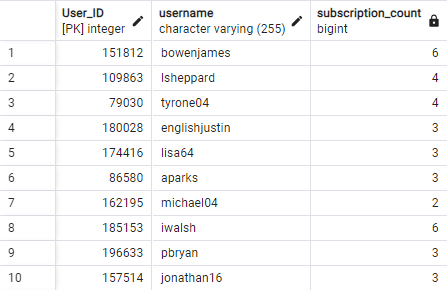 User_ID username subscription_count
[PK] integer character varying (255) bigint
1 151812 bowenjames 6
2 109863 lsheppard 4
3 79030 tyrone04 4
4 180028 englishjustin 3
5 174416 lisa64 3
6 86580 aparks 3
7 162195 michael04 2
8 185153 iwalsh 6
9 196633 pbryan 3
10 157514 jonathan16 3